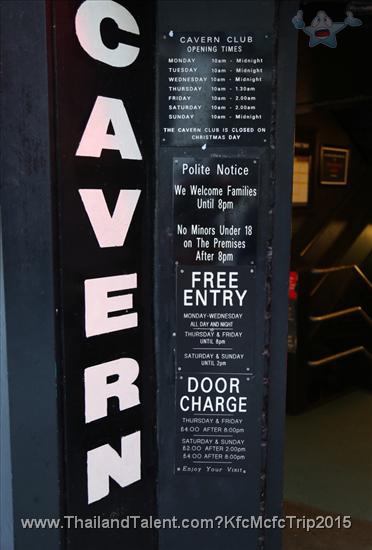 CAVERN
CAVERN CLUB
OPENING TIMES
MONDAY 10am - Midnight
TUESDAY 10am - Midnight
WEDNESDAY 10am - Midnight
THURSDAY 10am - 1.30am
FRIDAY 10am - 2.00am
SATURDAY 10am - 2.00am
SUNDAY 10am - Midnight
THE CAVERN CLUB IS CLOSED ON
CHRISTMAS DAY
Polite Notice
We Welcome Families
Until 8pm
No Minors Under 18
on The Premises
After 8pm
FREE
ENTRY
MONDAY-WEDNESDAY
ALL DAY AND NIGHT
THURSDAY & FRIDAY
UNTIL 8pm
SATURDAY & SUNDAY
UNTIL 2pm
DOOR
CHARGE
THURSDAY & FRIDAY
£4.00 AFTER 8:00pm
SATURDAY & SUNDAY
£2:00 AFTER 2.00pm
£4:00 AFTER 8.00pm
Enjoy Your Visit
www.ThailandTalent.com?KfcMcfcTrip2015